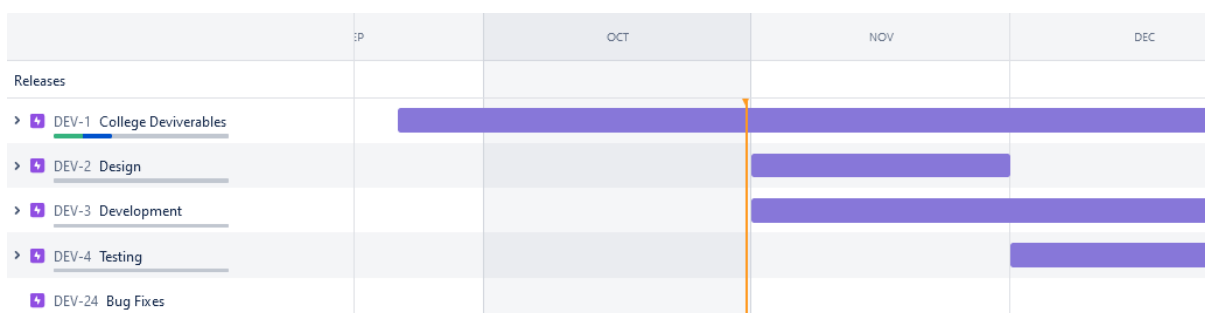 EP OCT NOV DEC
Releases
DEV-1 College Deviverables
DEV-2 Design
DEV-3 Development
DEV-4 Testing
DEV-24 Bug Fixes